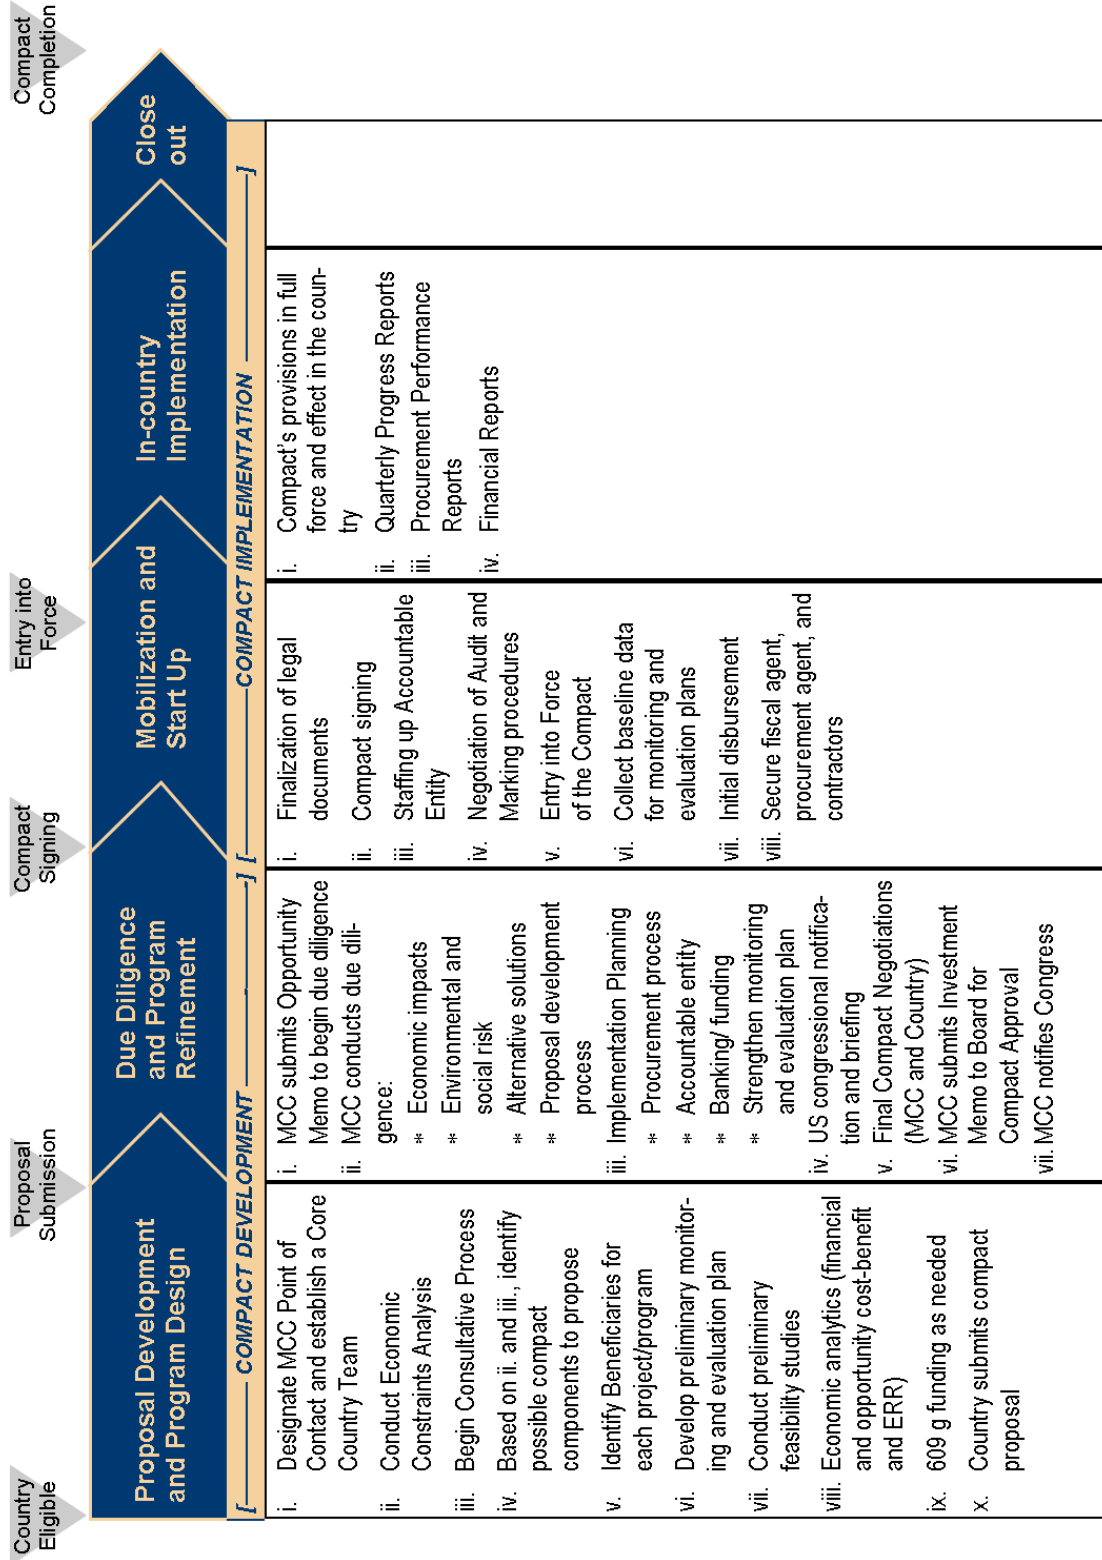 Country
Eligible
Proposal
Submission
Compact
Signing
Entry into
Force
Compact
Completion
Proposal Development
and Program Design
Due Diligence
and Program
Refinement
Mobilization and
Start Up
In-country
Implementation
Close
out
[—— COMPACT DEVELOPMENT ——-] [——COMPACT IMPLEMENTATION ——]
i. Designate MCC Point of
Contact and establish a Core
Country Team
ii. Conduct Economic
Constraints Analysis
iii. Begin Consultative Process
iv. Based on ii. and iii., identify
possible compact
components to propose
v. Identify Beneficiaries for
each project/program
vi. Develop preliminary monitor-
ing and evaluation plan
vii. Conduct preliminary
feasibility studies
viii. Economic analytics (financial
and opportunity cost-benefit
and ERR)
ix. 609 g funding as needed
x. Country submits compact
proposal
i. MCC submits Opportunity
Memo to begin due diligence
ii. MCC conducts due dili-
gence:
* Economic impacts
* Environmental and
social risk
* Alternative solutions
* Proposal development
process
iii. Implementation Planning
* Procurement process
* Accountable entity
* Banking/ funding
* Strengthen monitoring
and evaluation plan
iv. US congressional notifica-
tion and briefing
v. Final Compact Negotiations
(MCC and Country)
vi. MCC submits Investment
Memo to Board for
Compact Approval
vii. MCC notifies Congress
i. Finalization of legal
documents
ii. Compact signing
iii. Staffing up Accountable
Entity
iv. Negotiation of Audit and
Marking procedures
v. Entry into Force
of the Compact
vi. Collect baseline data
for monitoring and
evaluation plans
vii. Initial disbursement
viii. Secure fiscal agent,
procurement agent, and
contractors
i. Compact's provisions in full
force and effect in the coun-
try
ii. Quarterly Progress Reports
iii. Procurement Performance
Reports
iv. Financial Reports